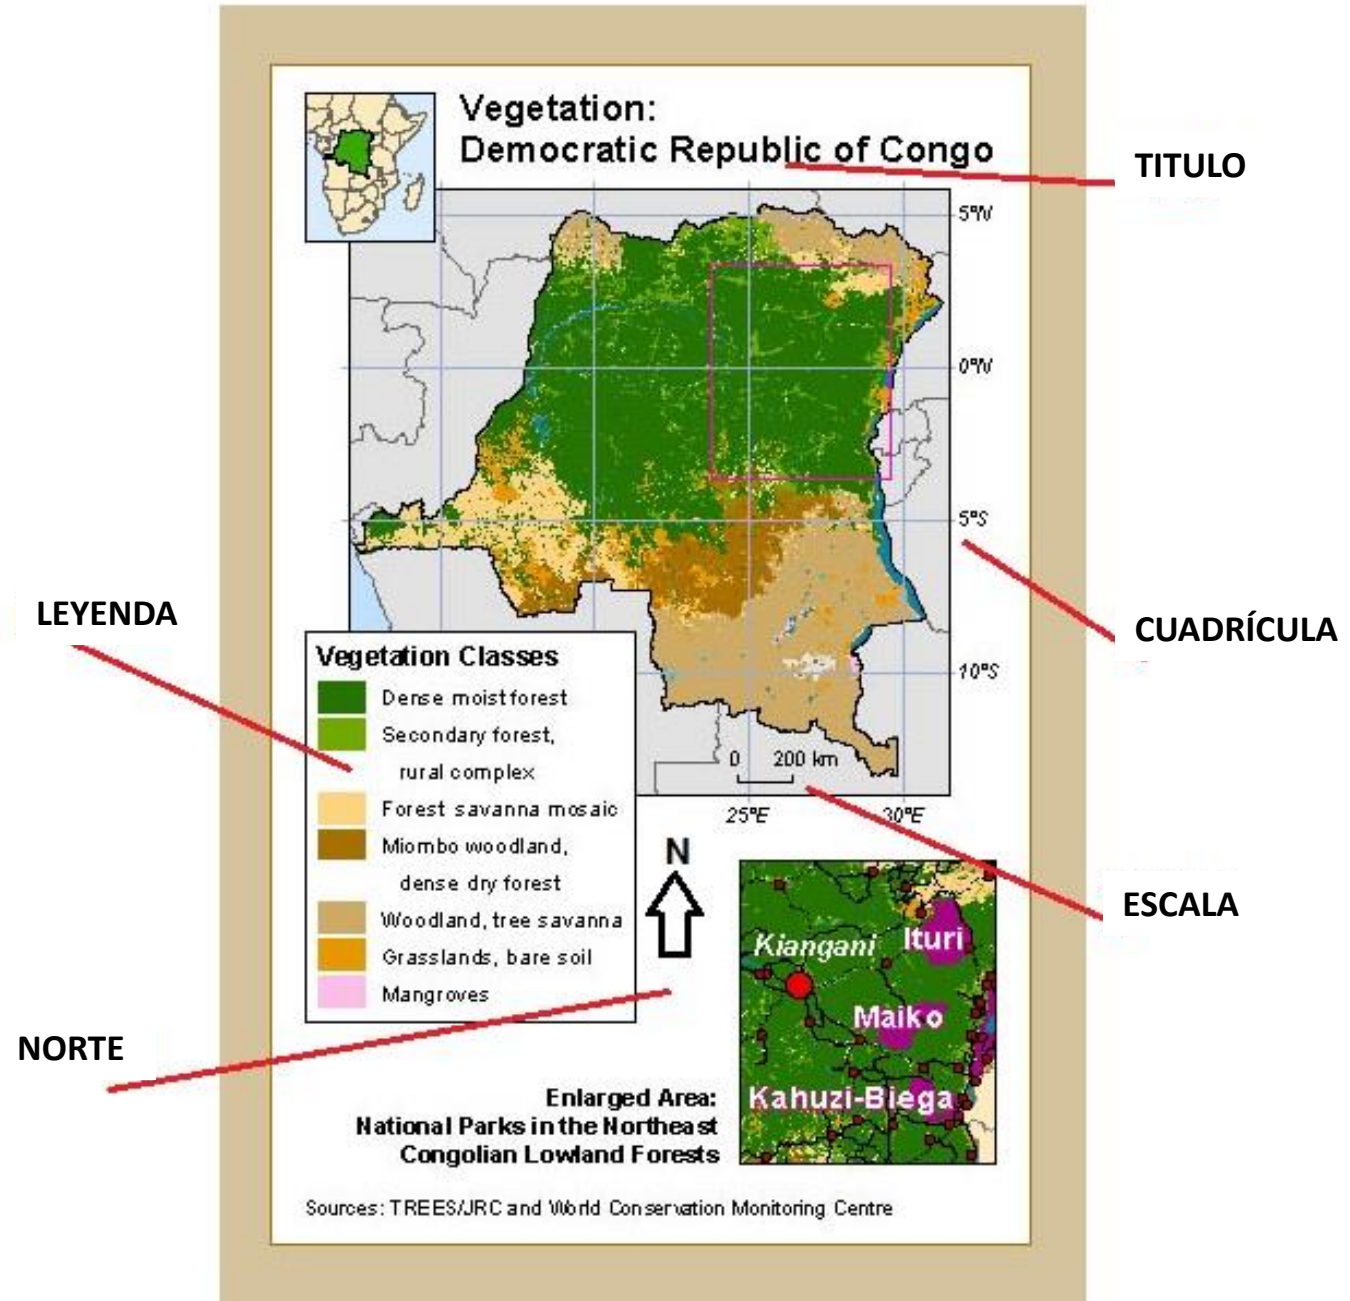 Vegetation:
Democratic Republic of Congo
TITULO
5°N
0°N
5°S
CUADRÍCULA
10°S
LEYENDA
Vegetation Classes
Dense moist forest
Secondary forest,
rural complex
Forest savanna mosaic
Miombo woodland,
dense dry forest
Woodland, tree savanna
Grasslands, bare soil
Mangroves
0 200 km
25°E 30°E
ESCALA
N
NORTE
Kiangani
Ituri
Maiko
Kahuzi-Biega
Enlarged Area:
National Parks in the Northeast
Congolian Lowland Forests
Sources: TREES/JRC and World Conservation Monitoring Centre